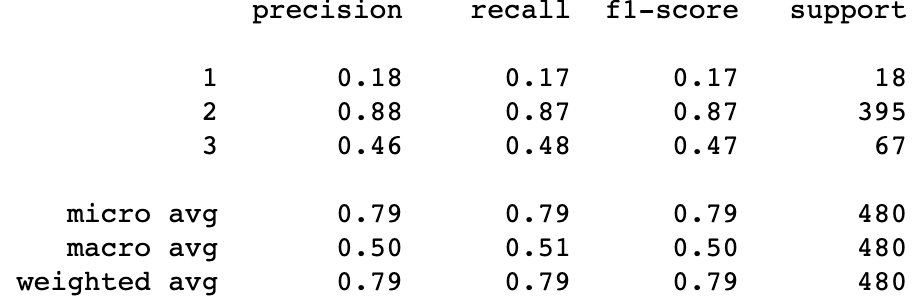 precision recall f1-score support
1 0.18 0.17 0.17 18
2 0.88 0.87 0.87 395
3 0.46 0.48 0.47 67
micro avg 0.79 0.79 0.79 480
macro avg 0.50 0.51 0.50 480
weighted avg 0.79 0.79 0.79 480